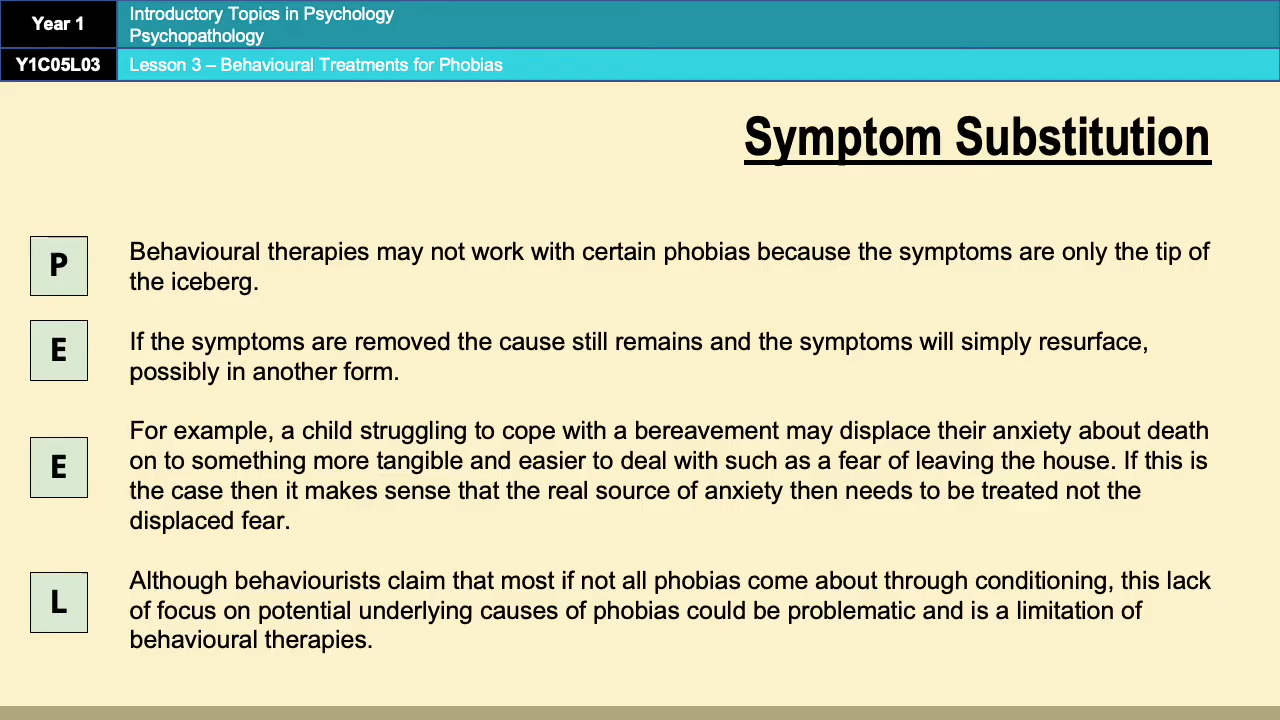 Year 1
Introductory Topics in Psychology
Psychopathology
Y1C05L03
Lesson 3 – Behavioural Treatments for Phobias
Symptom Substitution
P
Behavioural therapies may not work with certain phobias because the symptoms are only the tip of
the iceberg.
E
If the symptoms are removed the cause still remains and the symptoms will simply resurface,
possibly in another form.
E
For example, a child struggling to cope with a bereavement may displace their anxiety about death
on to something more tangible and easier to deal with such as a fear of leaving the house. If this is
the case then it makes sense that the real source of anxiety then needs to be treated not the
displaced fear.
L
Although behaviourists claim that most if not all phobias come about through conditioning, this lack
of focus on potential underlying causes of phobias could be problematic and is a limitation of
behavioural therapies.